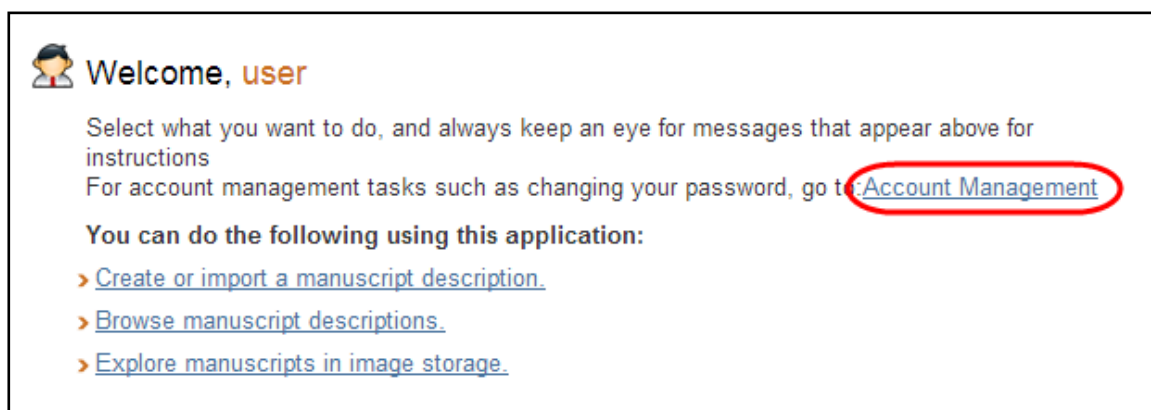 Welcome, user
Select what you want to do, and always keep an eye for messages that appear above for
instructions
For account management tasks such as changing your password, go to:Account Management
You can do the following using this application:
Create or import a manuscript description.
Browse manuscript descriptions.
Explore manuscripts in image storage.